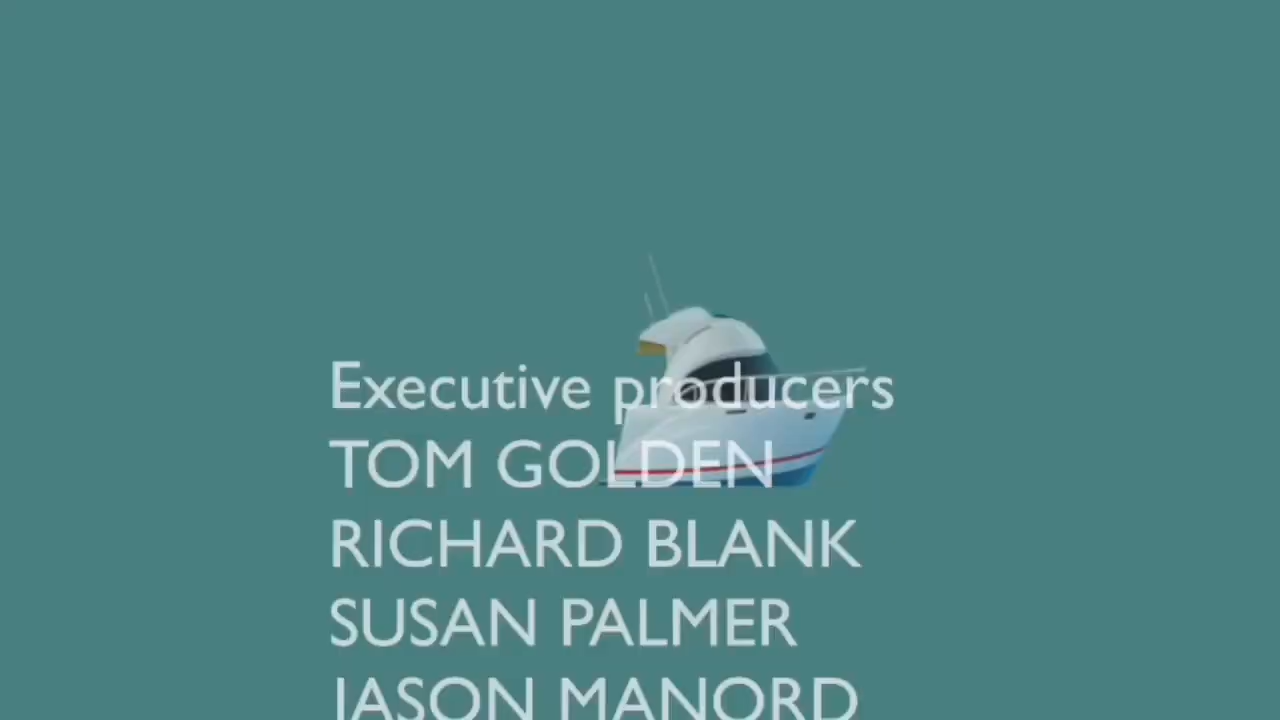 Executive producers
TOM GOLDEN
RICHARD BLANK
SUSAN PALMER
JASON MANORD